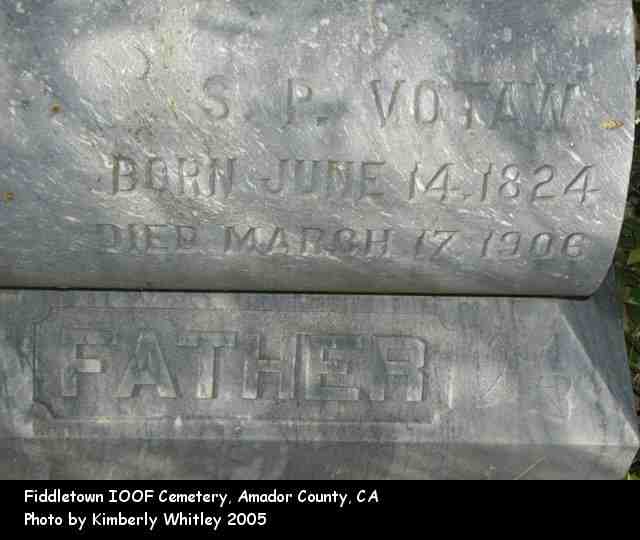 S. P. VOTAW
BORN JUNE 14, 1824
DIED MARCH 17, 1906
FATHER
Fiddletown IOOF Cemetery, Amador County, CA
Photo by Kimberly Whitley 2005